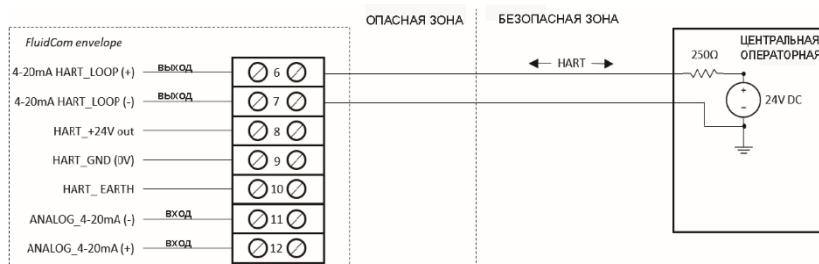 ОПАСНАЯ ЗОНА
БЕЗОПАСНАЯ ЗОНА
FluidCom envelope
ЦЕНТРАЛЬНАЯ
ОПЕРАТОРНАЯ
250Ω
4-20mA HART_LOOP (+) выход 6
HART
4-20mA HART_LOOP (-) выход 7
24V DC
HART_+24V out 8
HART_GND (0V) 9
HART_ EARTH 10
ANALOG_4-20mA (-) вход 11
ANALOG_4-20mA (+) вход 12